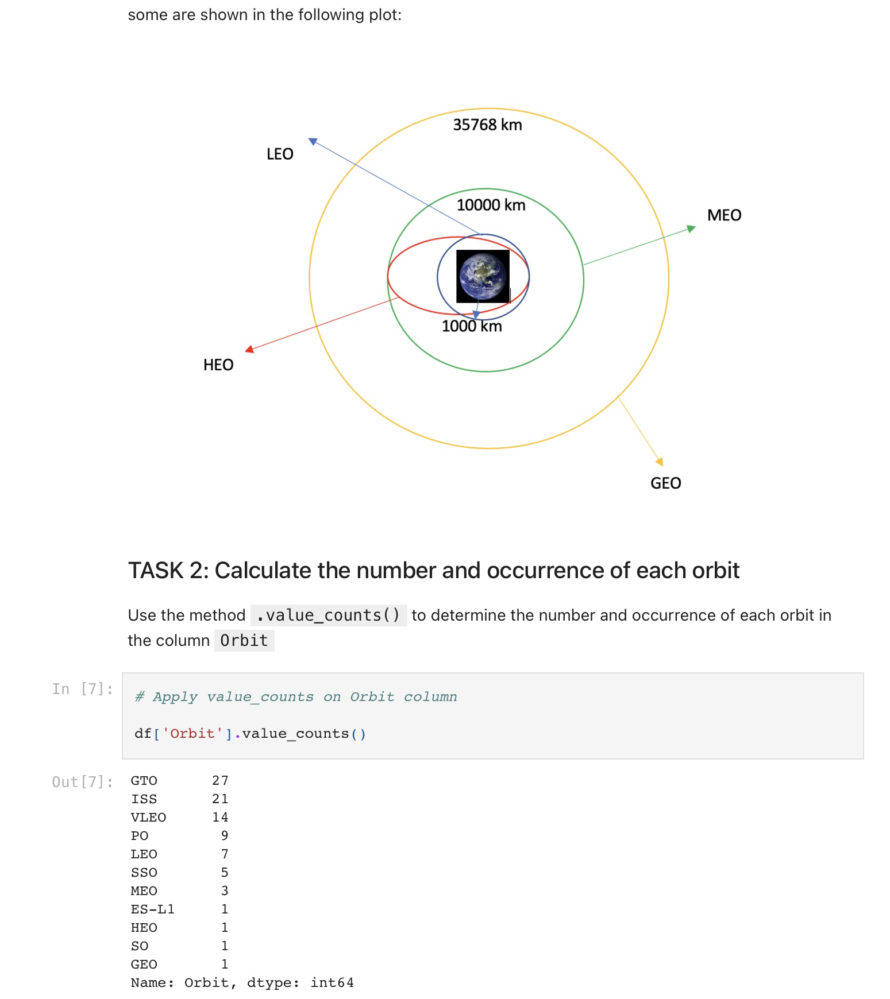 some are shown in the following plot:
35768 km
LEO
10000 km
MEO
1000 km
HEO
GEO
TASK 2: Calculate the number and occurrence of each orbit
Use the method .value_counts() to determine the number and occurrence of each orbit in
the column Orbit
In [7]:
# Apply value_counts on Orbit column
df['Orbit'].value_counts()
Out[7]:
GTO 27
ISS 21
VLEO 14
PO 9
LEO 7
SSO 5
MEO 3
ES-L1 1
HEO 1
SO 1
GEO 1
Name: Orbit, dtype: int64